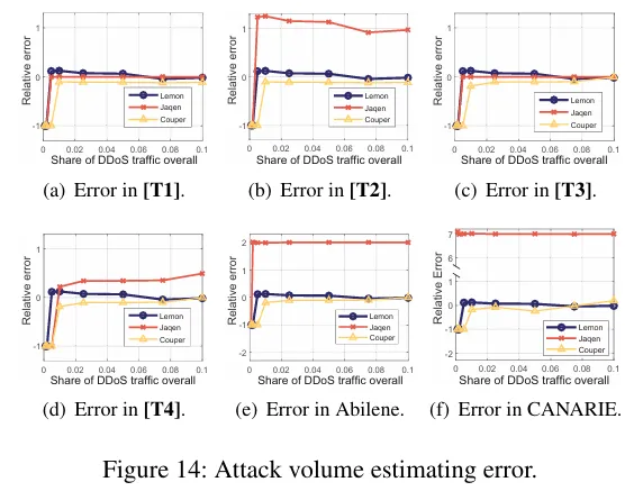 1
0
-1
Relative error
Lemon
Jaqen
Couper
0 0.02 0.04 0.06 0.08 0.1
Share of DDoS traffic overall
(a) Error in [T1].
1
0
-1
Relative error
Lemon
Jaqen
Couper
0 0.02 0.04 0.06 0.08 0.1
Share of DDoS traffic overall
(b) Error in [T2].
1
0
-1
Relative error
Lemon
Jaqen
Couper
0 0.02 0.04 0.06 0.08 0.1
Share of DDoS traffic overall
(c) Error in [T3].
1
0
-1
Relative error
Lemon
Jaqen
Couper
0 0.02 0.04 0.06 0.08 0.1
Share of DDoS traffic overall
(d) Error in [T4].
2
1
0
-1
-2
Relative error
Lemon
Jaqen
Couper
0 0.02 0.04 0.06 0.08 0.1
Share of DDoS traffic overall
(e) Error in Abilene.
7
6
1
0
-1
-2
Relative Error
Lemon
Jaqen
Couper
0 0.02 0.04 0.06 0.08 0.1
Share of DDoS traffic overall
(f) Error in CANARIE.
Figure 14: Attack volume estimating error.